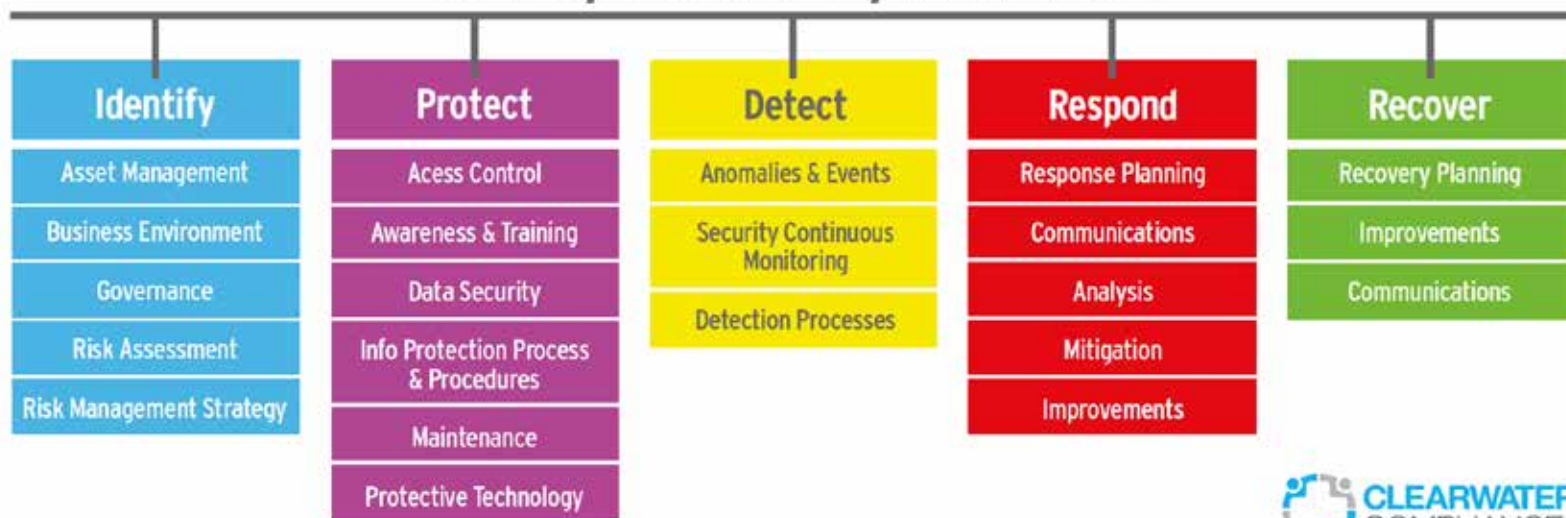 Identify
Asset Management
Business Environment
Governance
Risk Assessment
Risk Management Strategy
Protect
Acess Control
Awareness & Training
Data Security
Info Protection Process
& Procedures
Maintenance
Protective Technology
Detect
Anomalies & Events
Security Continuous
Monitoring
Detection Processes
Respond
Response Planning
Communications
Analysis
Mitigation
Improvements
Recover
Recovery Planning
Improvements
Communications
CLEARWATER
COMPLIANCE